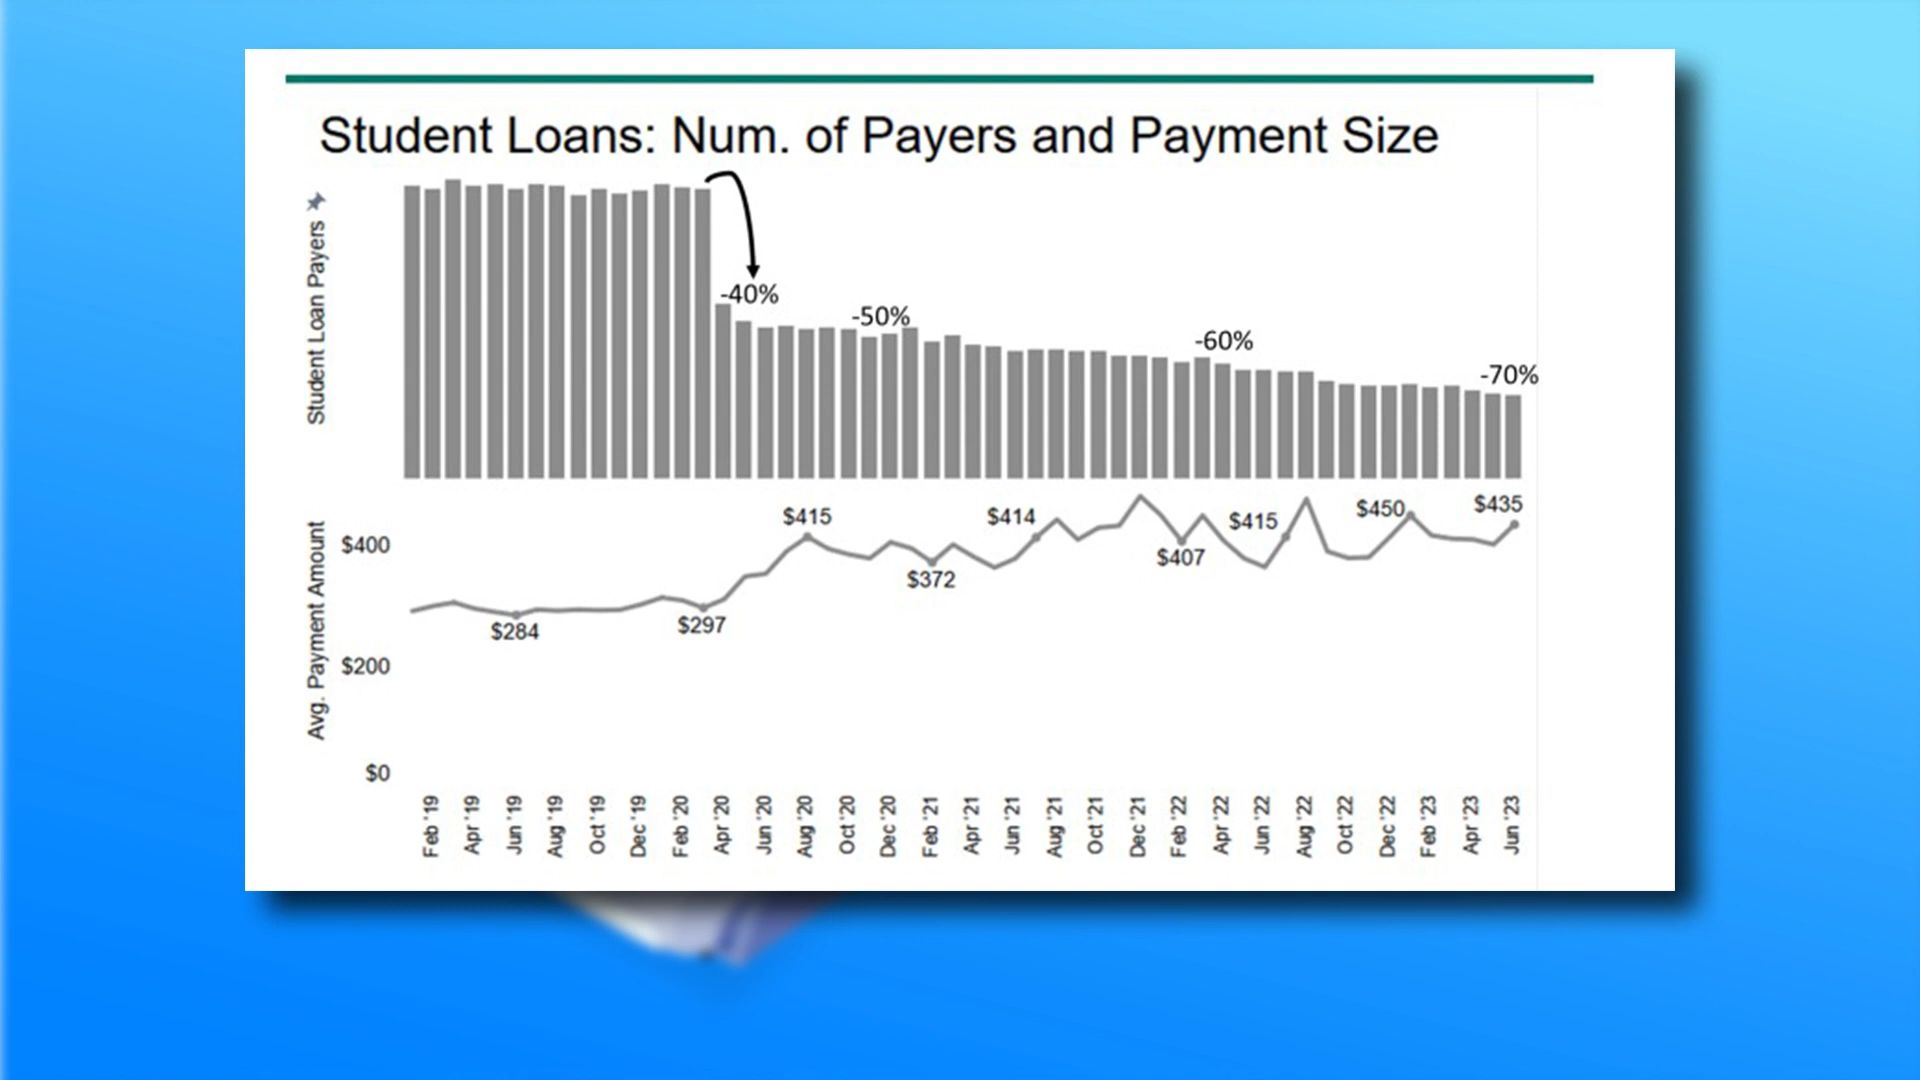 Student Loans: Num. of Payers and Payment Size
Student Loan Payers
-40%
-50%
-60%
-70%
Avg. Payment Amount
$400
$200
$0
$284
$297
$415
$372
$414
$407
$415
$450
$435
Feb '19
Apr '19
Jun '19
Aug '19
Oct '19
Dec '19
Feb '20
Apr '20
Jun '20
Aug '20
Oct '20
Dec '20
Feb '21
Apr '21
Jun '21
Aug '21
Oct '21
Dec '21
Feb '22
Apr '22
Jun '22
Aug '22
Oct '22
Dec '22
Feb '23
Apr '23
Jun '23